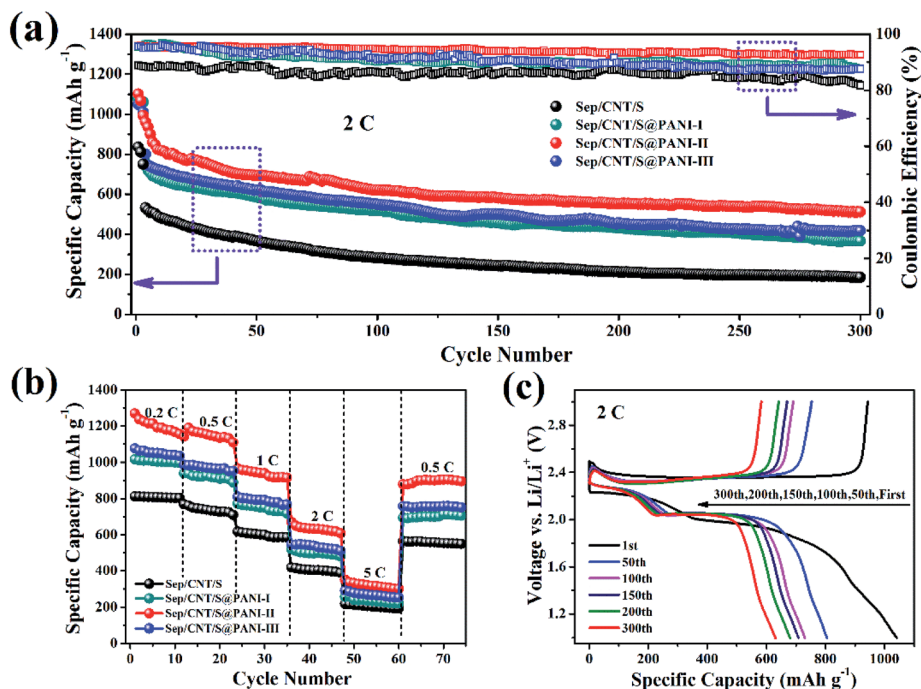 (a)
1400
1200
1000
800
600
400
200
0
Specific Capacity (mAh g⁻¹)
100
80
60
40
20
0
Coulombic Efficiency (%)
2 C
Sep/CNT/S
Sep/CNT/S@PANI-I
Sep/CNT/S@PANI-II
Sep/CNT/S@PANI-III
0 50 100 150 200 250 300
Cycle Number
(b)
1400
1200
1000
800
600
400
200
0
Specific Capacity (mAh g⁻¹)
0.2 C
0.5 C
1 C
2 C
5 C
0.5 C
Sep/CNT/S
Sep/CNT/S@PANI-I
Sep/CNT/S@PANI-II
Sep/CNT/S@PANI-III
0 10 20 30 40 50 60 70
Cycle Number
(c)
2.8
2.4
2.0
1.6
1.2
Voltage vs. Li/Li⁺ (V)
2 C
300th,200th,150th,100th,50th,First
1st
50th
100th
150th
200th
300th
0 200 400 600 800 1000
Specific Capacity (mAh g⁻¹)